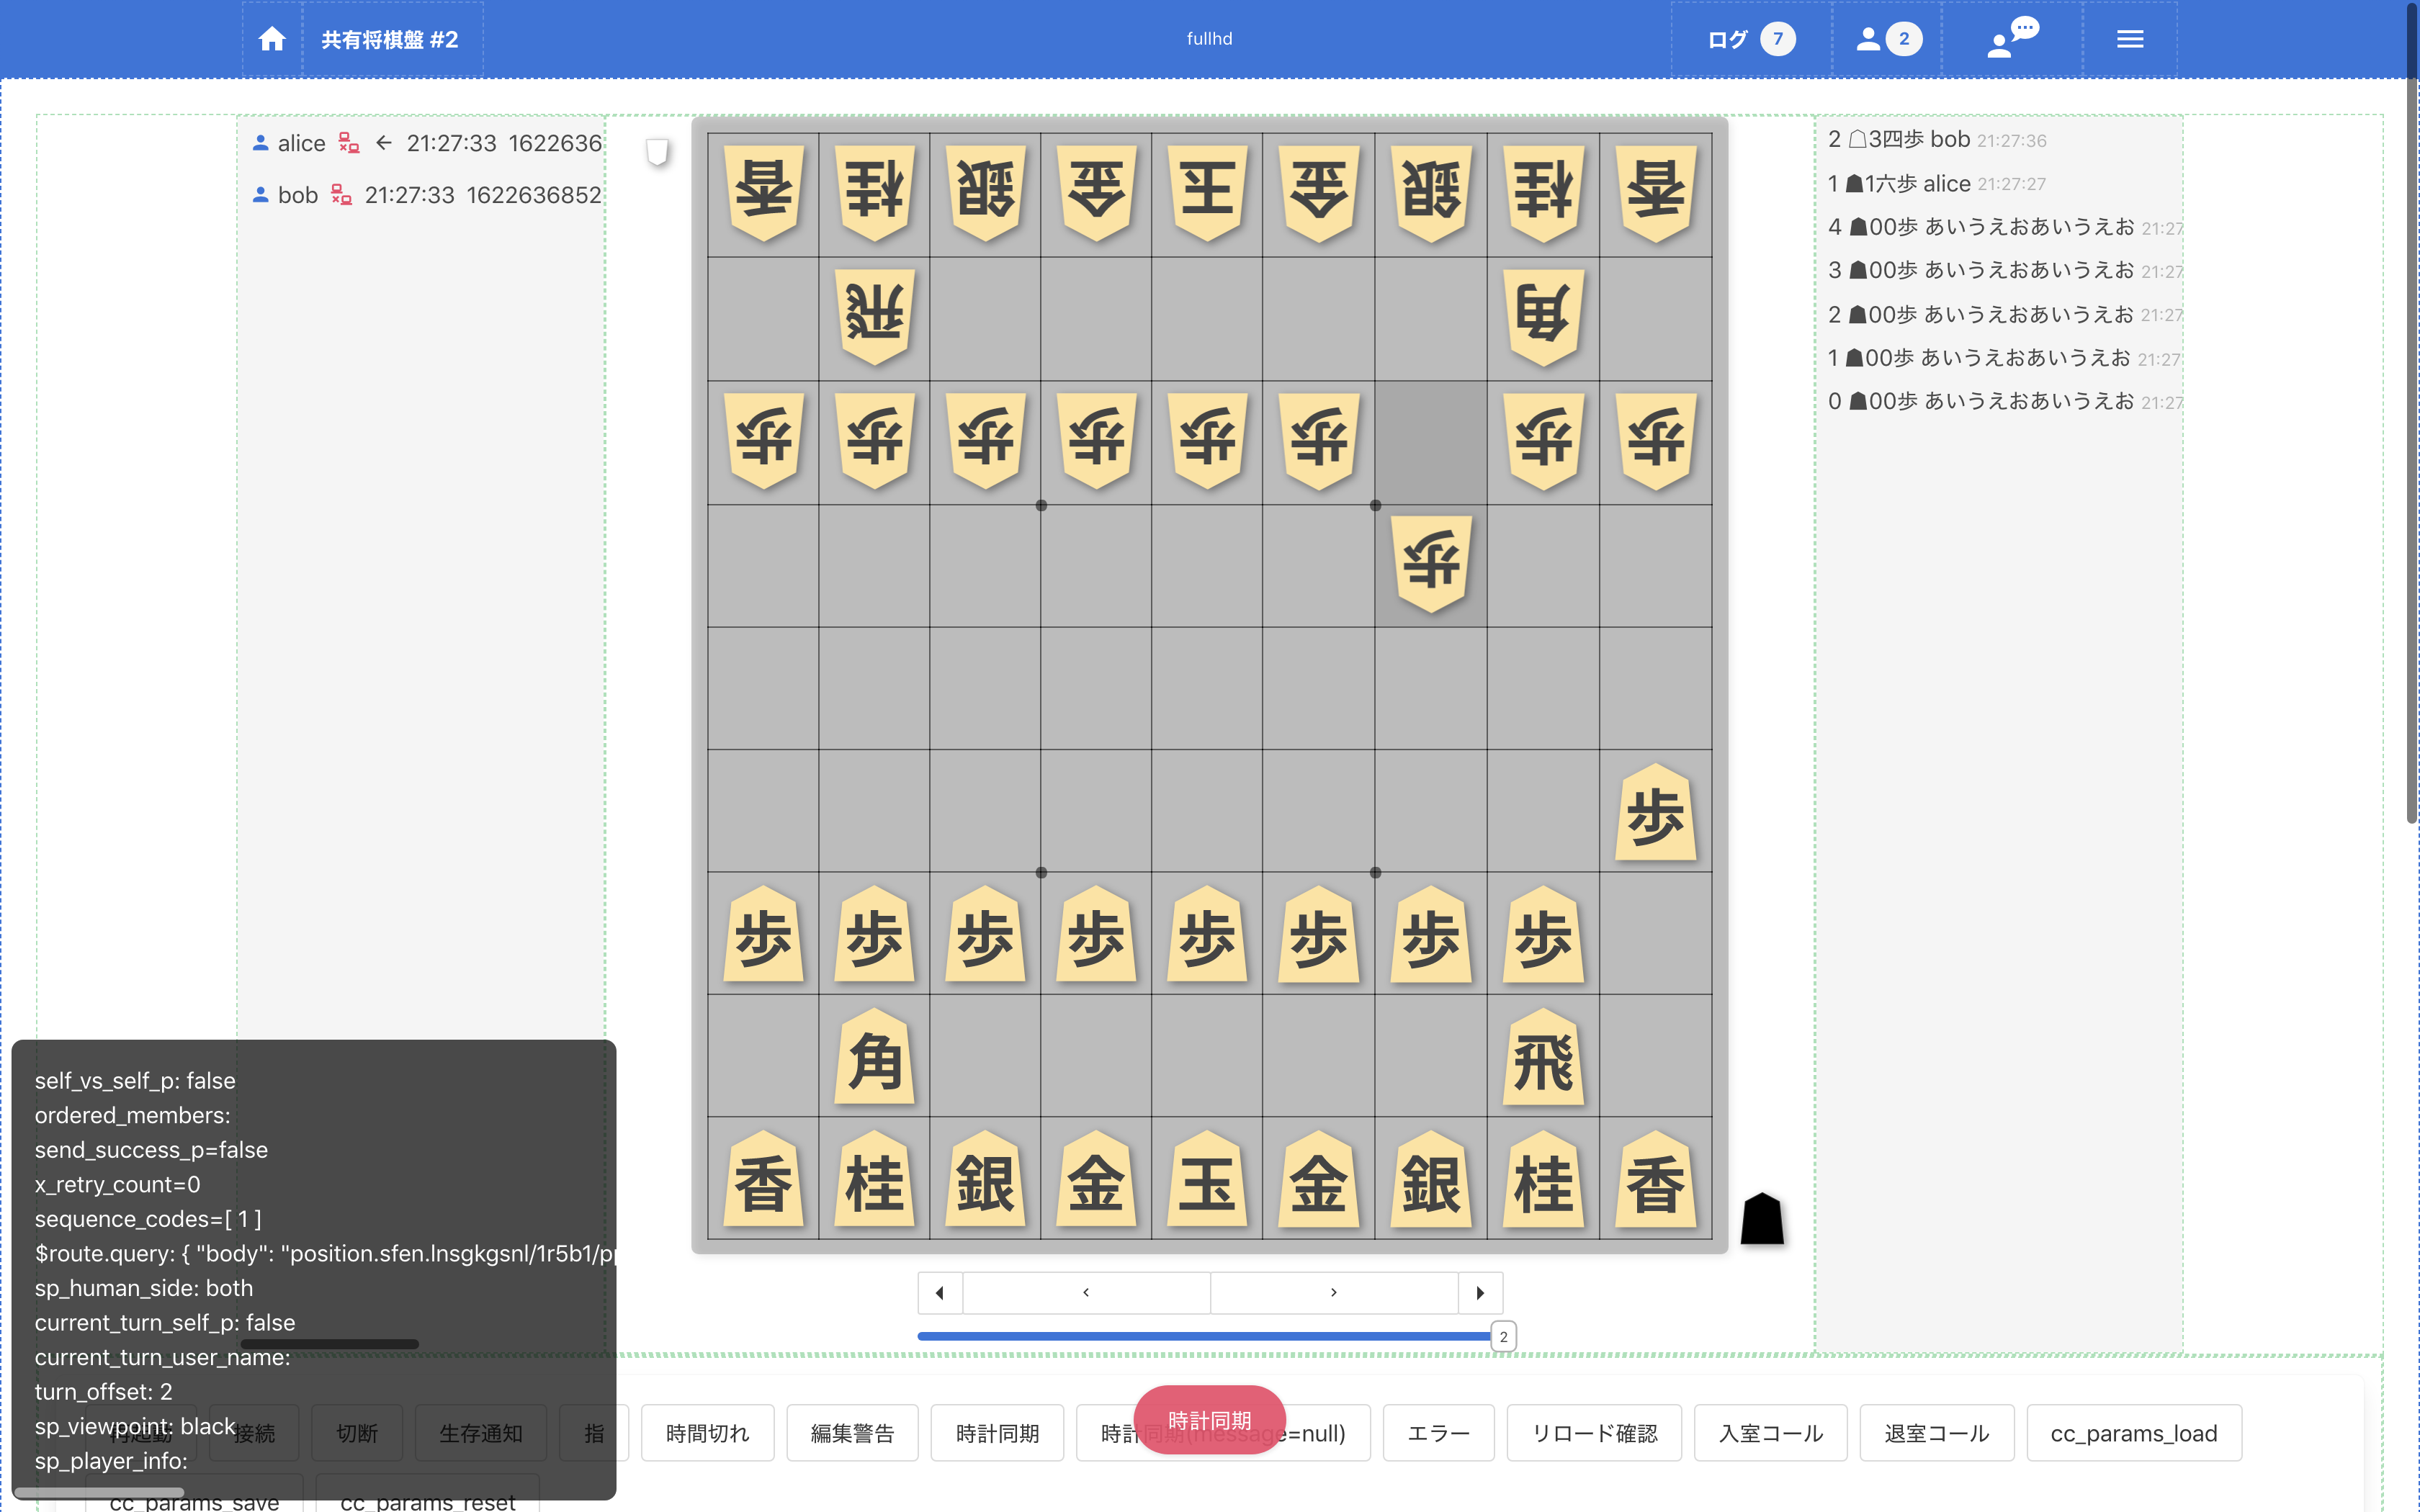 共有将棋盤 #2
fullhd
ログ 7
2
alice ← 21:27:33 1622636
bob 21:27:33 1622636852
香 桂 銀 金 玉 金 銀 桂 香
飛 角
歩 歩 歩 歩 歩 歩 歩 歩
歩
歩
歩 歩 歩 歩 歩 歩 歩 歩
角 飛
香 桂 銀 金 玉 金 銀 桂 香
2 ☖3四歩 bob 21:27:36
1 ☗1六歩 alice 21:27:27
4 ☗00歩 あいうえおあいうえお 21:27
3 ☗00歩 あいうえおあいうえお 21:27
2 ☗00歩 あいうえおあいうえお 21:27
1 ☗00歩 あいうえおあいうえお 21:27
0 ☗00歩 あいうえおあいうえお 21:27
2
self_vs_self_p: false
ordered_members:
send_success_p=false
x_retry_count=0
sequence_codes=[ 1 ]
$route.query: { "body": "position.sfen.lnsgkgsnl/1r5b1/p
sp_human_side: both
current_turn_self_p: false
current_turn_user_name:
turn_offset: 2
sp_viewpoint: black
sp_player_info:
時計同期
再起動 接続 切断 生存通知 指 時間切れ 編集警告 時計同期 時計同期(message=null) エラー リロード確認 入室コール 退室コール cc_params_load
cc_params_save cc_params_reset